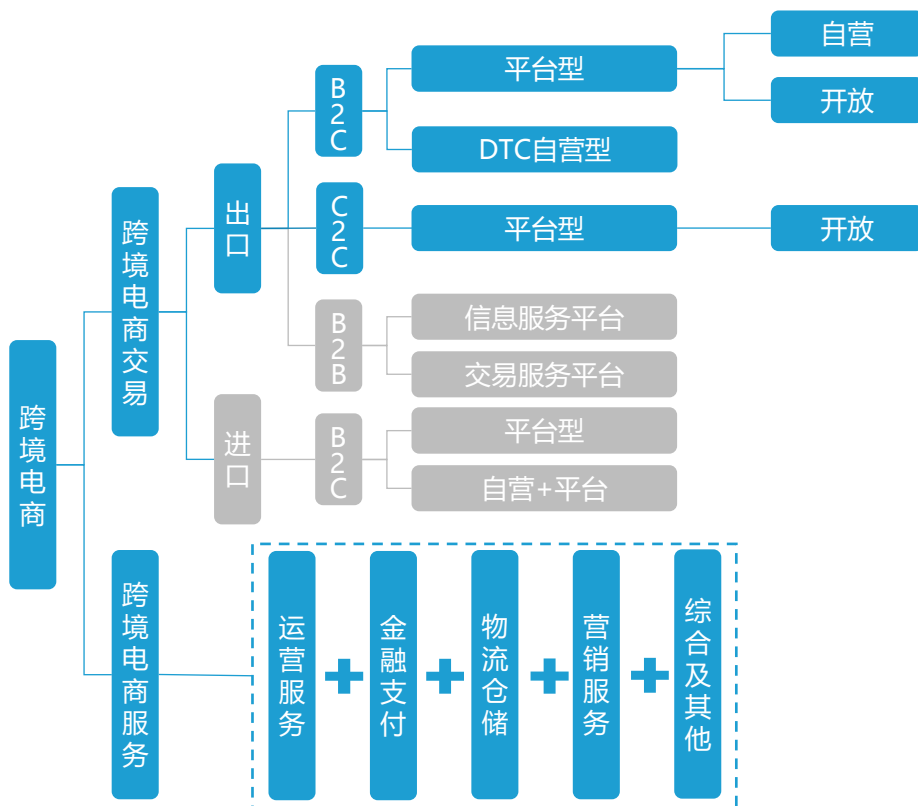 跨境电商
跨境电商交易
出口
B2C
平台型
自营
开放
DTC自营型
C2C
平台型
开放
B2B
信息服务平台
交易服务平台
进口
B2C
平台型
自营+平台
跨境电商服务
运营服务
金融支付
物流仓储
营销服务
综合及其他